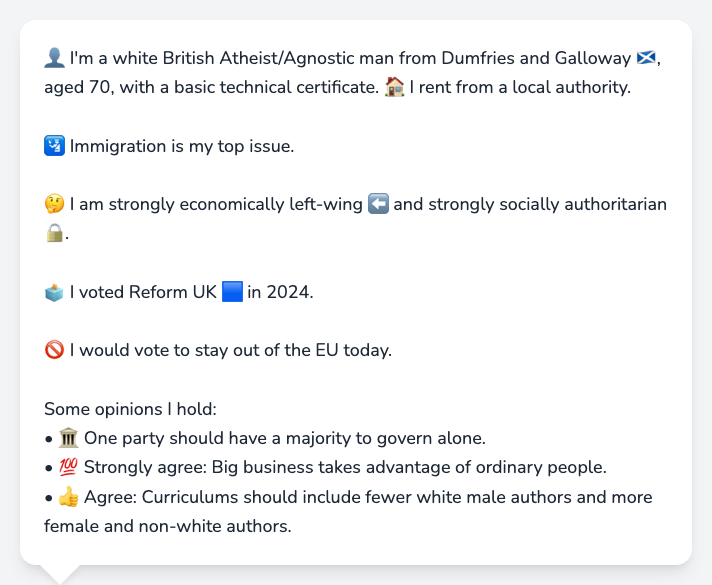 👤 I'm a white British Atheist/Agnostic man from Dumfries and Galloway 🏴󠁧󠁢󠁳󠁣󠁴󠁿,
aged 70, with a basic technical certificate. 🏠 I rent from a local authority.
🛂 Immigration is my top issue.
🤔 I am strongly economically left-wing ⬅️ and strongly socially authoritarian
🔒.
🗳️ I voted Reform UK 🟦 in 2024.
🚫 I would vote to stay out of the EU today.
Some opinions I hold:
• 🏛️ One party should have a majority to govern alone.
• 💯 Strongly agree: Big business takes advantage of ordinary people.
• 👍 Agree: Curriculums should include fewer white male authors and more
female and non-white authors.